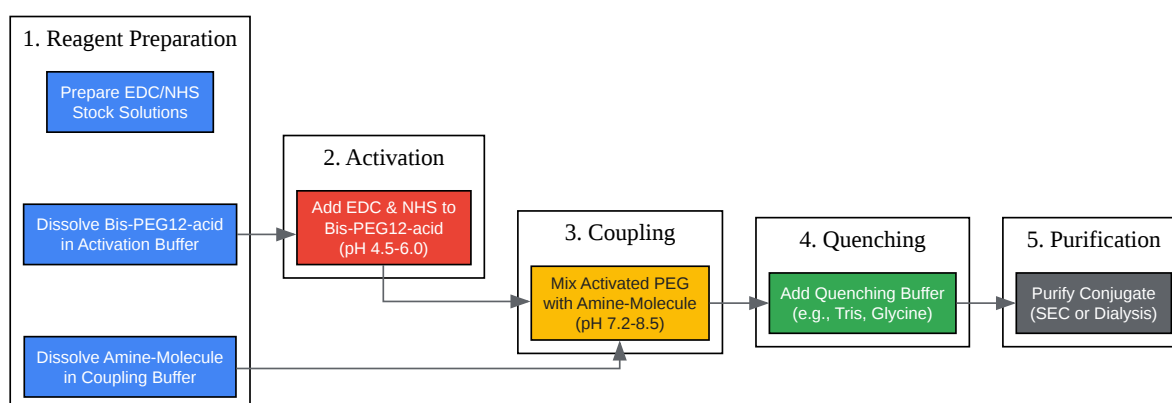 1. Reagent Preparation
Prepare EDC/NHS
Stock Solutions
Dissolve Bis-PEG12-acid
in Activation Buffer
Dissolve Amine-Molecule
in Coupling Buffer
2. Activation
Add EDC & NHS to
Bis-PEG12-acid
(pH 4.5-6.0)
3. Coupling
Mix Activated PEG
with Amine-Molecule
(pH 7.2-8.5)
4. Quenching
Add Quenching Buffer
(e.g., Tris, Glycine)
5. Purification
Purify Conjugate
(SEC or Dialysis)